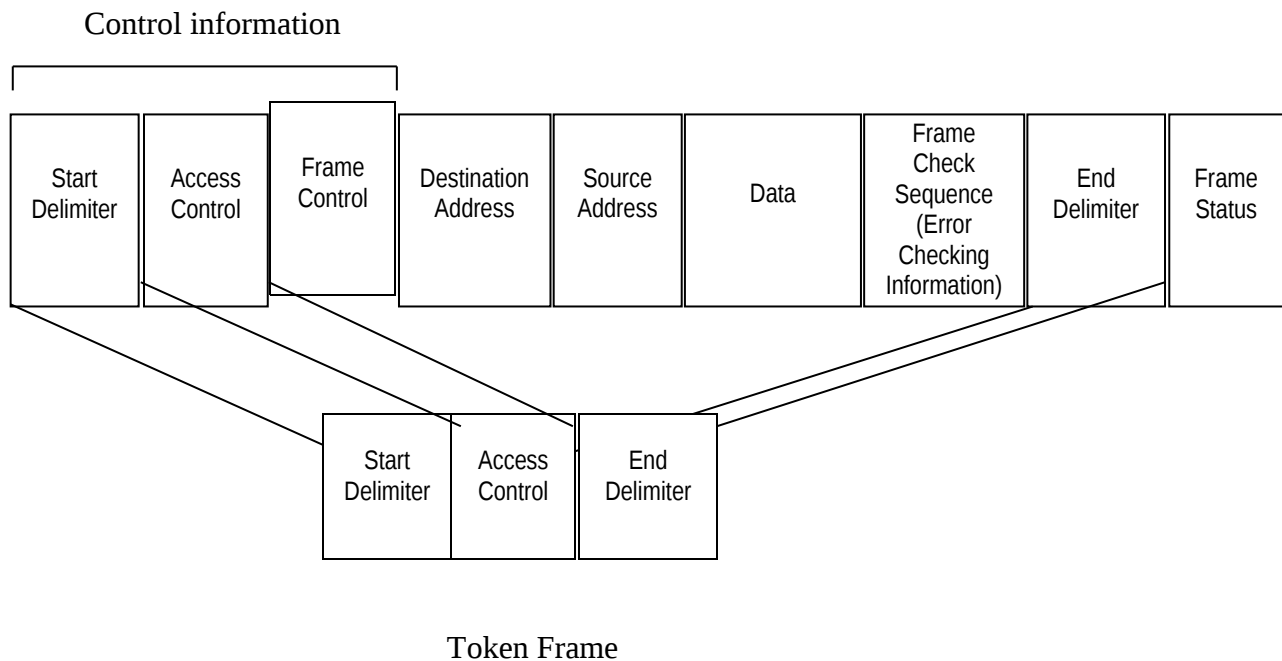 Control information
Start
Delimiter
Access
Control
Frame
Control
Destination
Address
Source
Address
Data
Frame
Check
Sequence
(Error
Checking
Information)
End
Delimiter
Frame
Status
Start
Delimiter
Access
Control
End
Delimiter
Token Frame